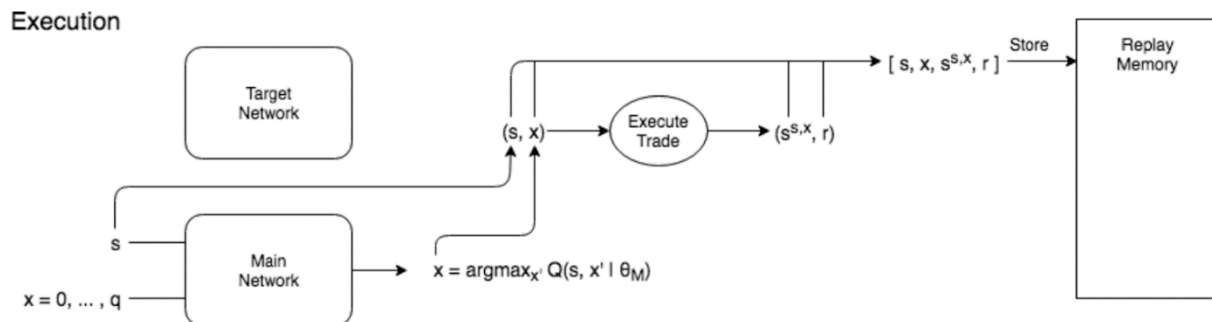 Execution
Target
Network
(s, x)
Execute
Trade
(s^{s,x}, r)
[ s, x, s^{s,x}, r ]
Store
Replay
Memory
s
x = 0, ... , q
Main
Network
x = argmax_{x'} Q(s, x' | θ_M)